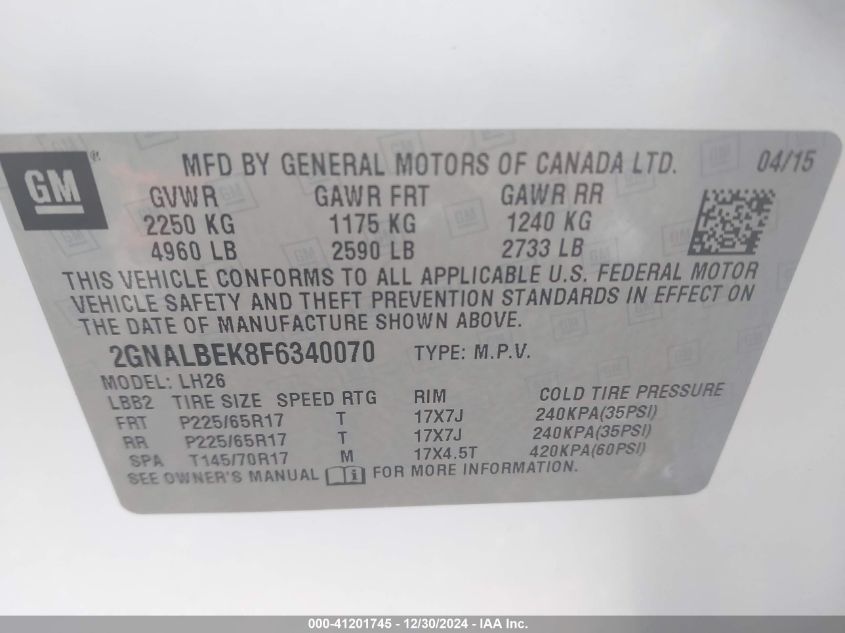 GM®
MFD BY GENERAL MOTORS OF CANADA LTD. 04/15
GVWR GAWR FRT GAWR RR
2250 KG 1175 KG 1240 KG
4960 LB 2590 LB 2733 LB
THIS VEHICLE CONFORMS TO ALL APPLICABLE U.S. FEDERAL MOTOR
VEHICLE SAFETY AND THEFT PREVENTION STANDARDS IN EFFECT ON
THE DATE OF MANUFACTURE SHOWN ABOVE.
2GNALBEK8F6340070 TYPE: M.P.V.
MODEL: LH26
LBB2 TIRE SIZE SPEED RTG RIM COLD TIRE PRESSURE
FRT P225/65R17 T 17X7J 240KPA(35PSI)
RR P225/65R17 T 17X7J 240KPA(35PSI)
SPA T145/70R17 M 17X4.5T 420KPA(60PSI)
SEE OWNER'S MANUAL FOR MORE INFORMATION.
000-41201745 - 12/30/2024 - IAA Inc.